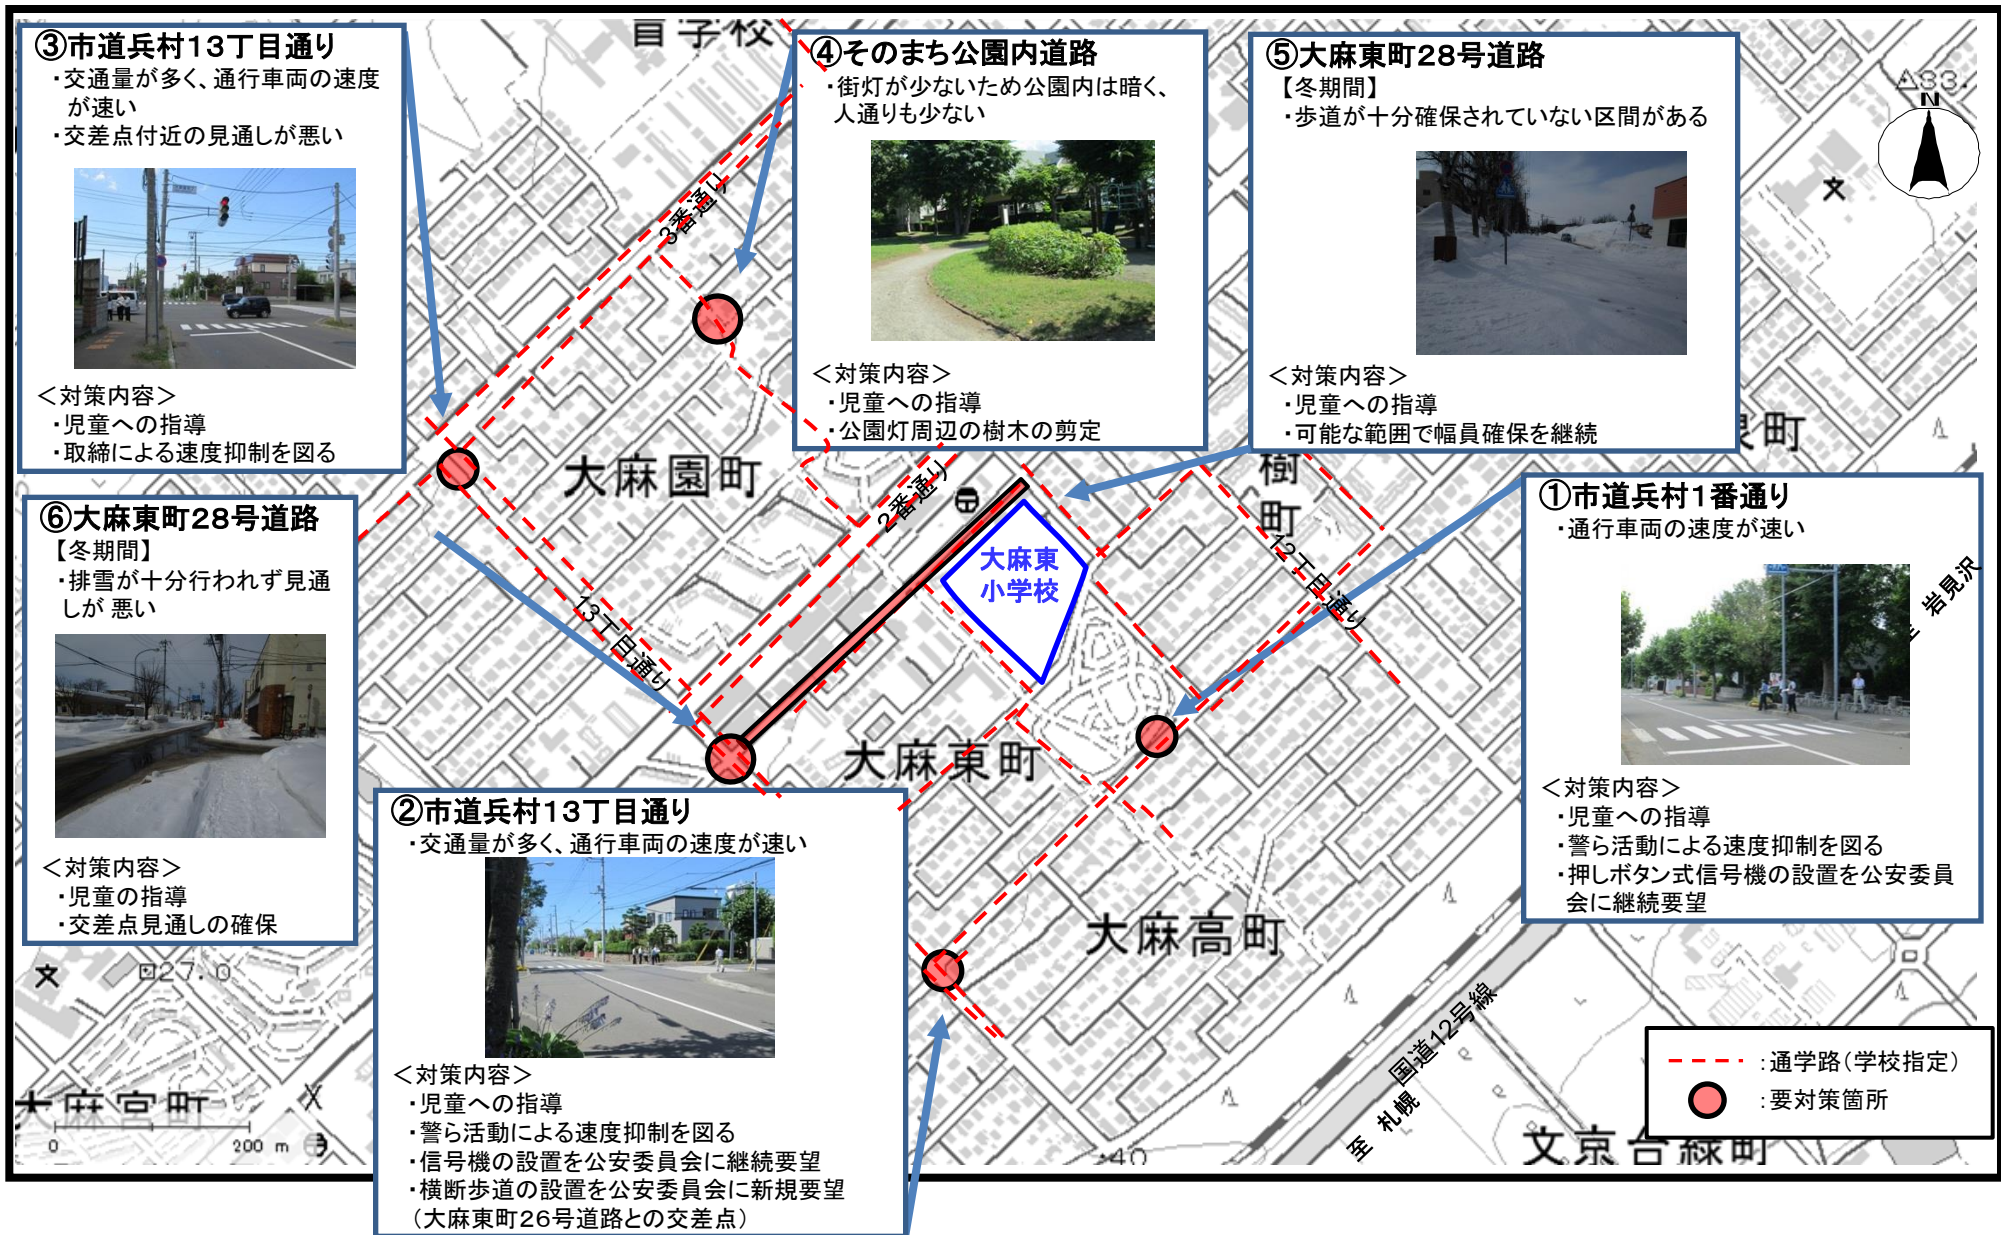 ③市道兵村13丁目通り
・交通量が多く、通行車両の速度
が速い
・交差点付近の見通しが悪い
＜対策内容＞
・児童への指導
・取締による速度抑制を図る
④そのまち公園内道路
・街灯が少ないため公園内は暗く、
人通りも少ない
＜対策内容＞
・児童への指導
・公園灯周辺の樹木の剪定
⑤大麻東町28号道路
【冬期間】
・歩道が十分確保されていない区間がある
＜対策内容＞
・児童への指導
・可能な範囲で幅員確保を継続
⑥大麻東町28号道路
【冬期間】
・排雪が十分行われず見通
しが 悪い
＜対策内容＞
・児童の指導
・交差点見通しの確保
①市道兵村1番通り
・通行車両の速度が速い
＜対策内容＞
・児童への指導
・警ら活動による速度抑制を図る
・押しボタン式信号機の設置を公安委員
会に継続要望
②市道兵村13丁目通り
・交通量が多く、通行車両の速度が速い
＜対策内容＞
・児童への指導
・警ら活動による速度抑制を図る
・信号機の設置を公安委員会に継続要望
・横断歩道の設置を公安委員会に新規要望
（大麻東町26号道路との交差点）
盲学校
3番通り
大麻園町
2番通り
13丁目通り
大麻東
小学校
樹
町
12丁目通り
大麻東町
大麻高町
国道12号線
至 札幌
至 岩見沢
N
文
文
27.0
大麻宮町
0 200 m
文京台緑町
:通学路(学校指定)
:要対策箇所